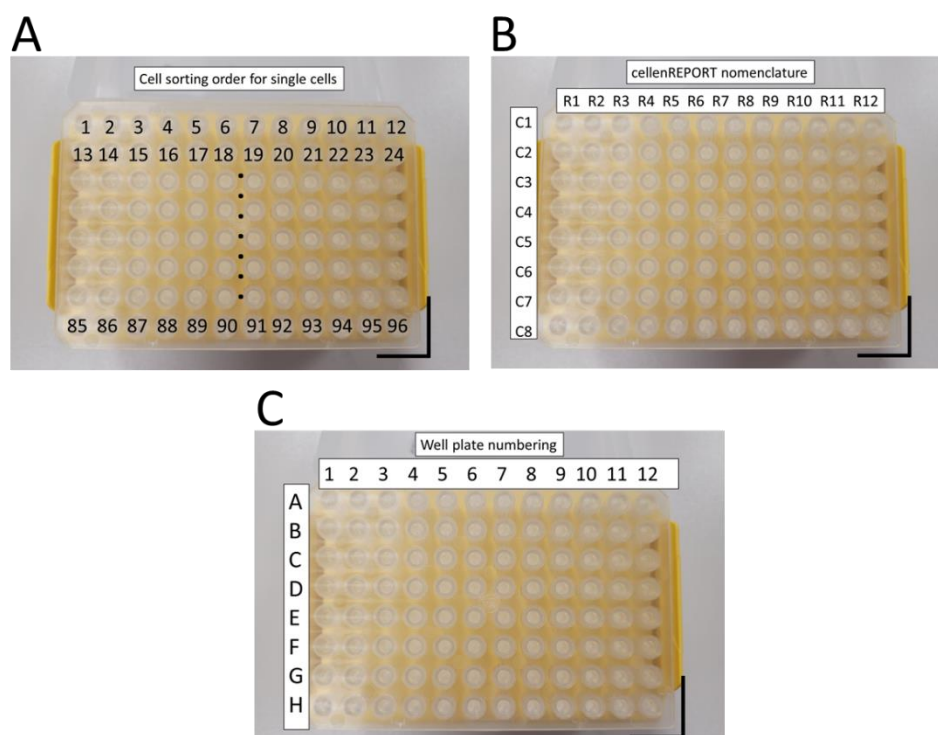 A
Cell sorting order for single cells
1 2 3 4 5 6 7 8 9 10 11 12
13 14 15 16 17 18 19 20 21 22 23 24
85 86 87 88 89 90 91 92 93 94 95 96
B
cellenREPORT nomenclature
R1 R2 R3 R4 R5 R6 R7 R8 R9 R10 R11 R12
C1
C2
C3
C4
C5
C6
C7
C8
C
Well plate numbering
1 2 3 4 5 6 7 8 9 10 11 12
A
B
C
D
E
F
G
H